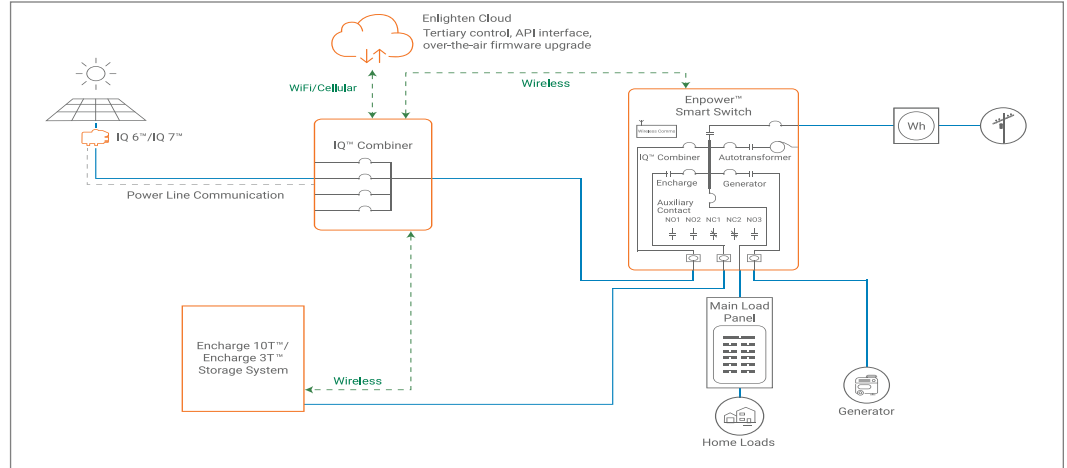 Enlighten Cloud
Tertiary control, API interface,
over-the-air firmware upgrade
WiFi/Cellular
Wireless
IQ 6™/IQ 7™
Power Line Communication
IQ™ Combiner
Enpower™
Smart Switch
Wireless Comms
IQ™ Combiner
Autotransformer
Encharge
Generator
Auxiliary
Contact
NO1 NO2 NC1 NC2 NO3
Wh
Encharge 10T™/
Encharge 3T™
Storage System
Wireless
Main Load
Panel
Home Loads
Generator